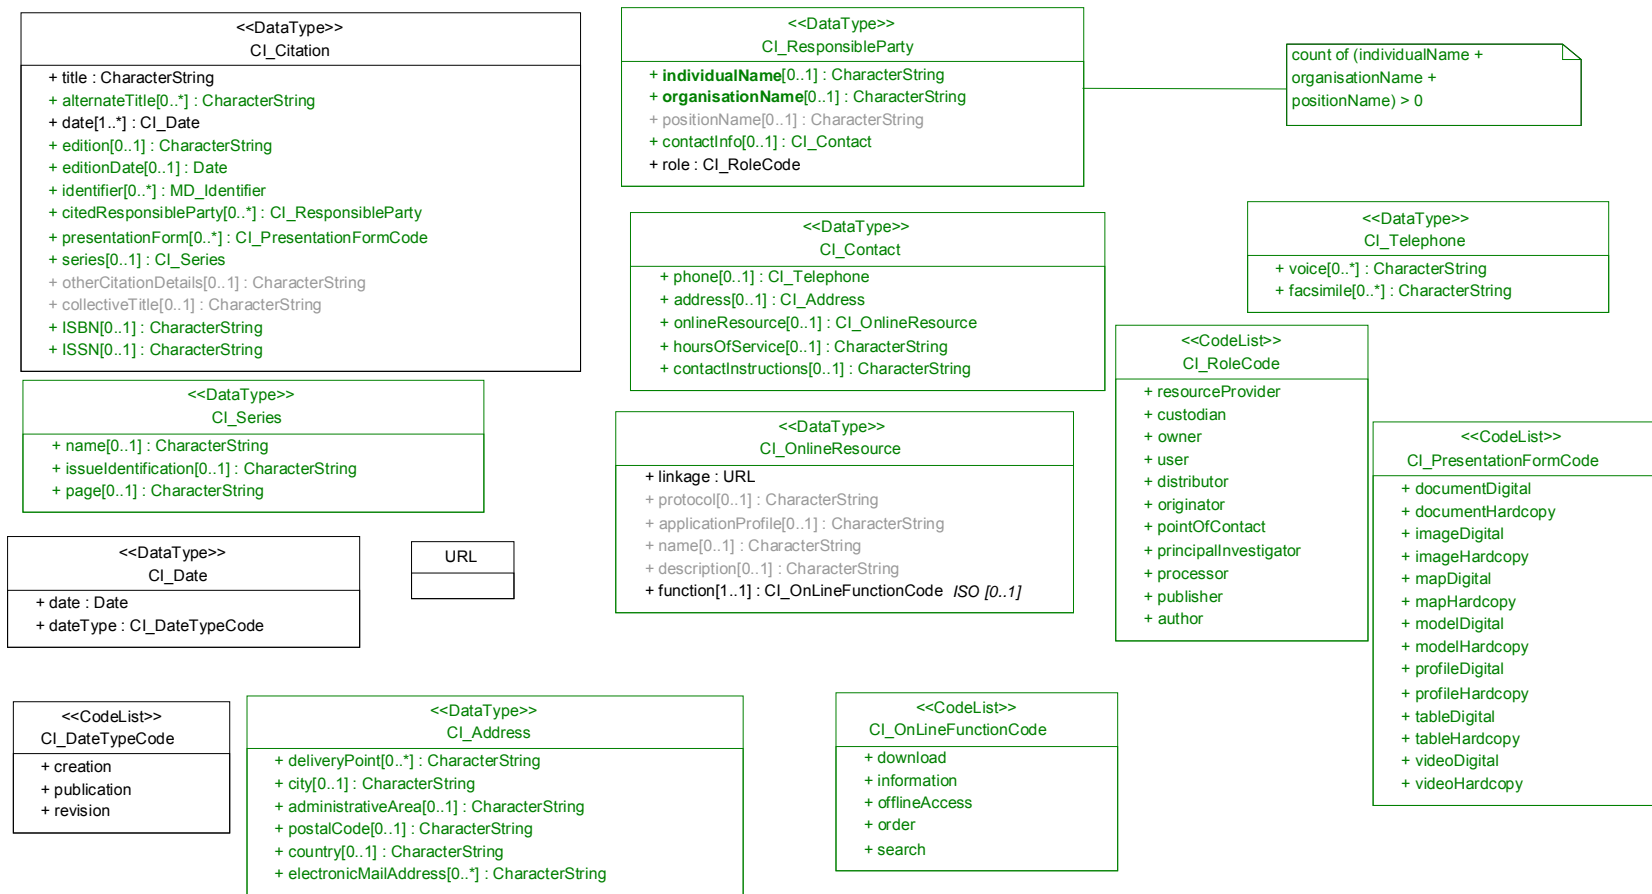 <<DataType>>
CI_Citation
+ title : CharacterString
+ alternateTitle[0..*] : CharacterString
+ date[1..*] : CI_Date
+ edition[0..1] : CharacterString
+ editionDate[0..1] : Date
+ identifier[0..*] : MD_Identifier
+ citedResponsibleParty[0..*] : CI_ResponsibleParty
+ presentationForm[0..*] : CI_PresentationFormCode
+ series[0..1] : CI_Series
+ otherCitationDetails[0..1] : CharacterString
+ collectiveTitle[0..1] : CharacterString
+ ISBN[0..1] : CharacterString
+ ISSN[0..1] : CharacterString
<<DataType>>
CI_ResponsibleParty
+ individualName[0..1] : CharacterString
+ organisationName[0..1] : CharacterString
+ positionName[0..1] : CharacterString
+ contactInfo[0..1] : CI_Contact
+ role : CI_RoleCode
count of (individualName +
organisationName +
positionName) > 0
<<DataType>>
CI_Contact
+ phone[0..1] : CI_Telephone
+ address[0..1] : CI_Address
+ onlineResource[0..1] : CI_OnlineResource
+ hoursOfService[0..1] : CharacterString
+ contactInstructions[0..1] : CharacterString
<<DataType>>
CI_Telephone
+ voice[0..*] : CharacterString
+ facsimile[0..*] : CharacterString
<<DataType>>
CI_Series
+ name[0..1] : CharacterString
+ issueIdentification[0..1] : CharacterString
+ page[0..1] : CharacterString
<<DataType>>
CI_OnlineResource
+ linkage : URL
+ protocol[0..1] : CharacterString
+ applicationProfile[0..1] : CharacterString
+ name[0..1] : CharacterString
+ description[0..1] : CharacterString
+ function[1..1] : CI_OnLineFunctionCode ISO [0..1]
<<CodeList>>
CI_RoleCode
+ resourceProvider
+ custodian
+ owner
+ user
+ distributor
+ originator
+ pointOfContact
+ principalInvestigator
+ processor
+ publisher
+ author
<<CodeList>>
CI_PresentationFormCode
+ documentDigital
+ documentHardcopy
+ imageDigital
+ imageHardcopy
+ mapDigital
+ mapHardcopy
+ modelDigital
+ modelHardcopy
+ profileDigital
+ profileHardcopy
+ tableDigital
+ tableHardcopy
+ videoDigital
+ videoHardcopy
<<DataType>>
CI_Date
+ date : Date
+ dateType : CI_DateTypeCode
URL
<<CodeList>>
CI_DateTypeCode
+ creation
+ publication
+ revision
<<DataType>>
CI_Address
+ deliveryPoint[0..*] : CharacterString
+ city[0..1] : CharacterString
+ administrativeArea[0..1] : CharacterString
+ postalCode[0..1] : CharacterString
+ country[0..1] : CharacterString
+ electronicMailAddress[0..*] : CharacterString
<<CodeList>>
CI_OnLineFunctionCode
+ download
+ information
+ offlineAccess
+ order
+ search